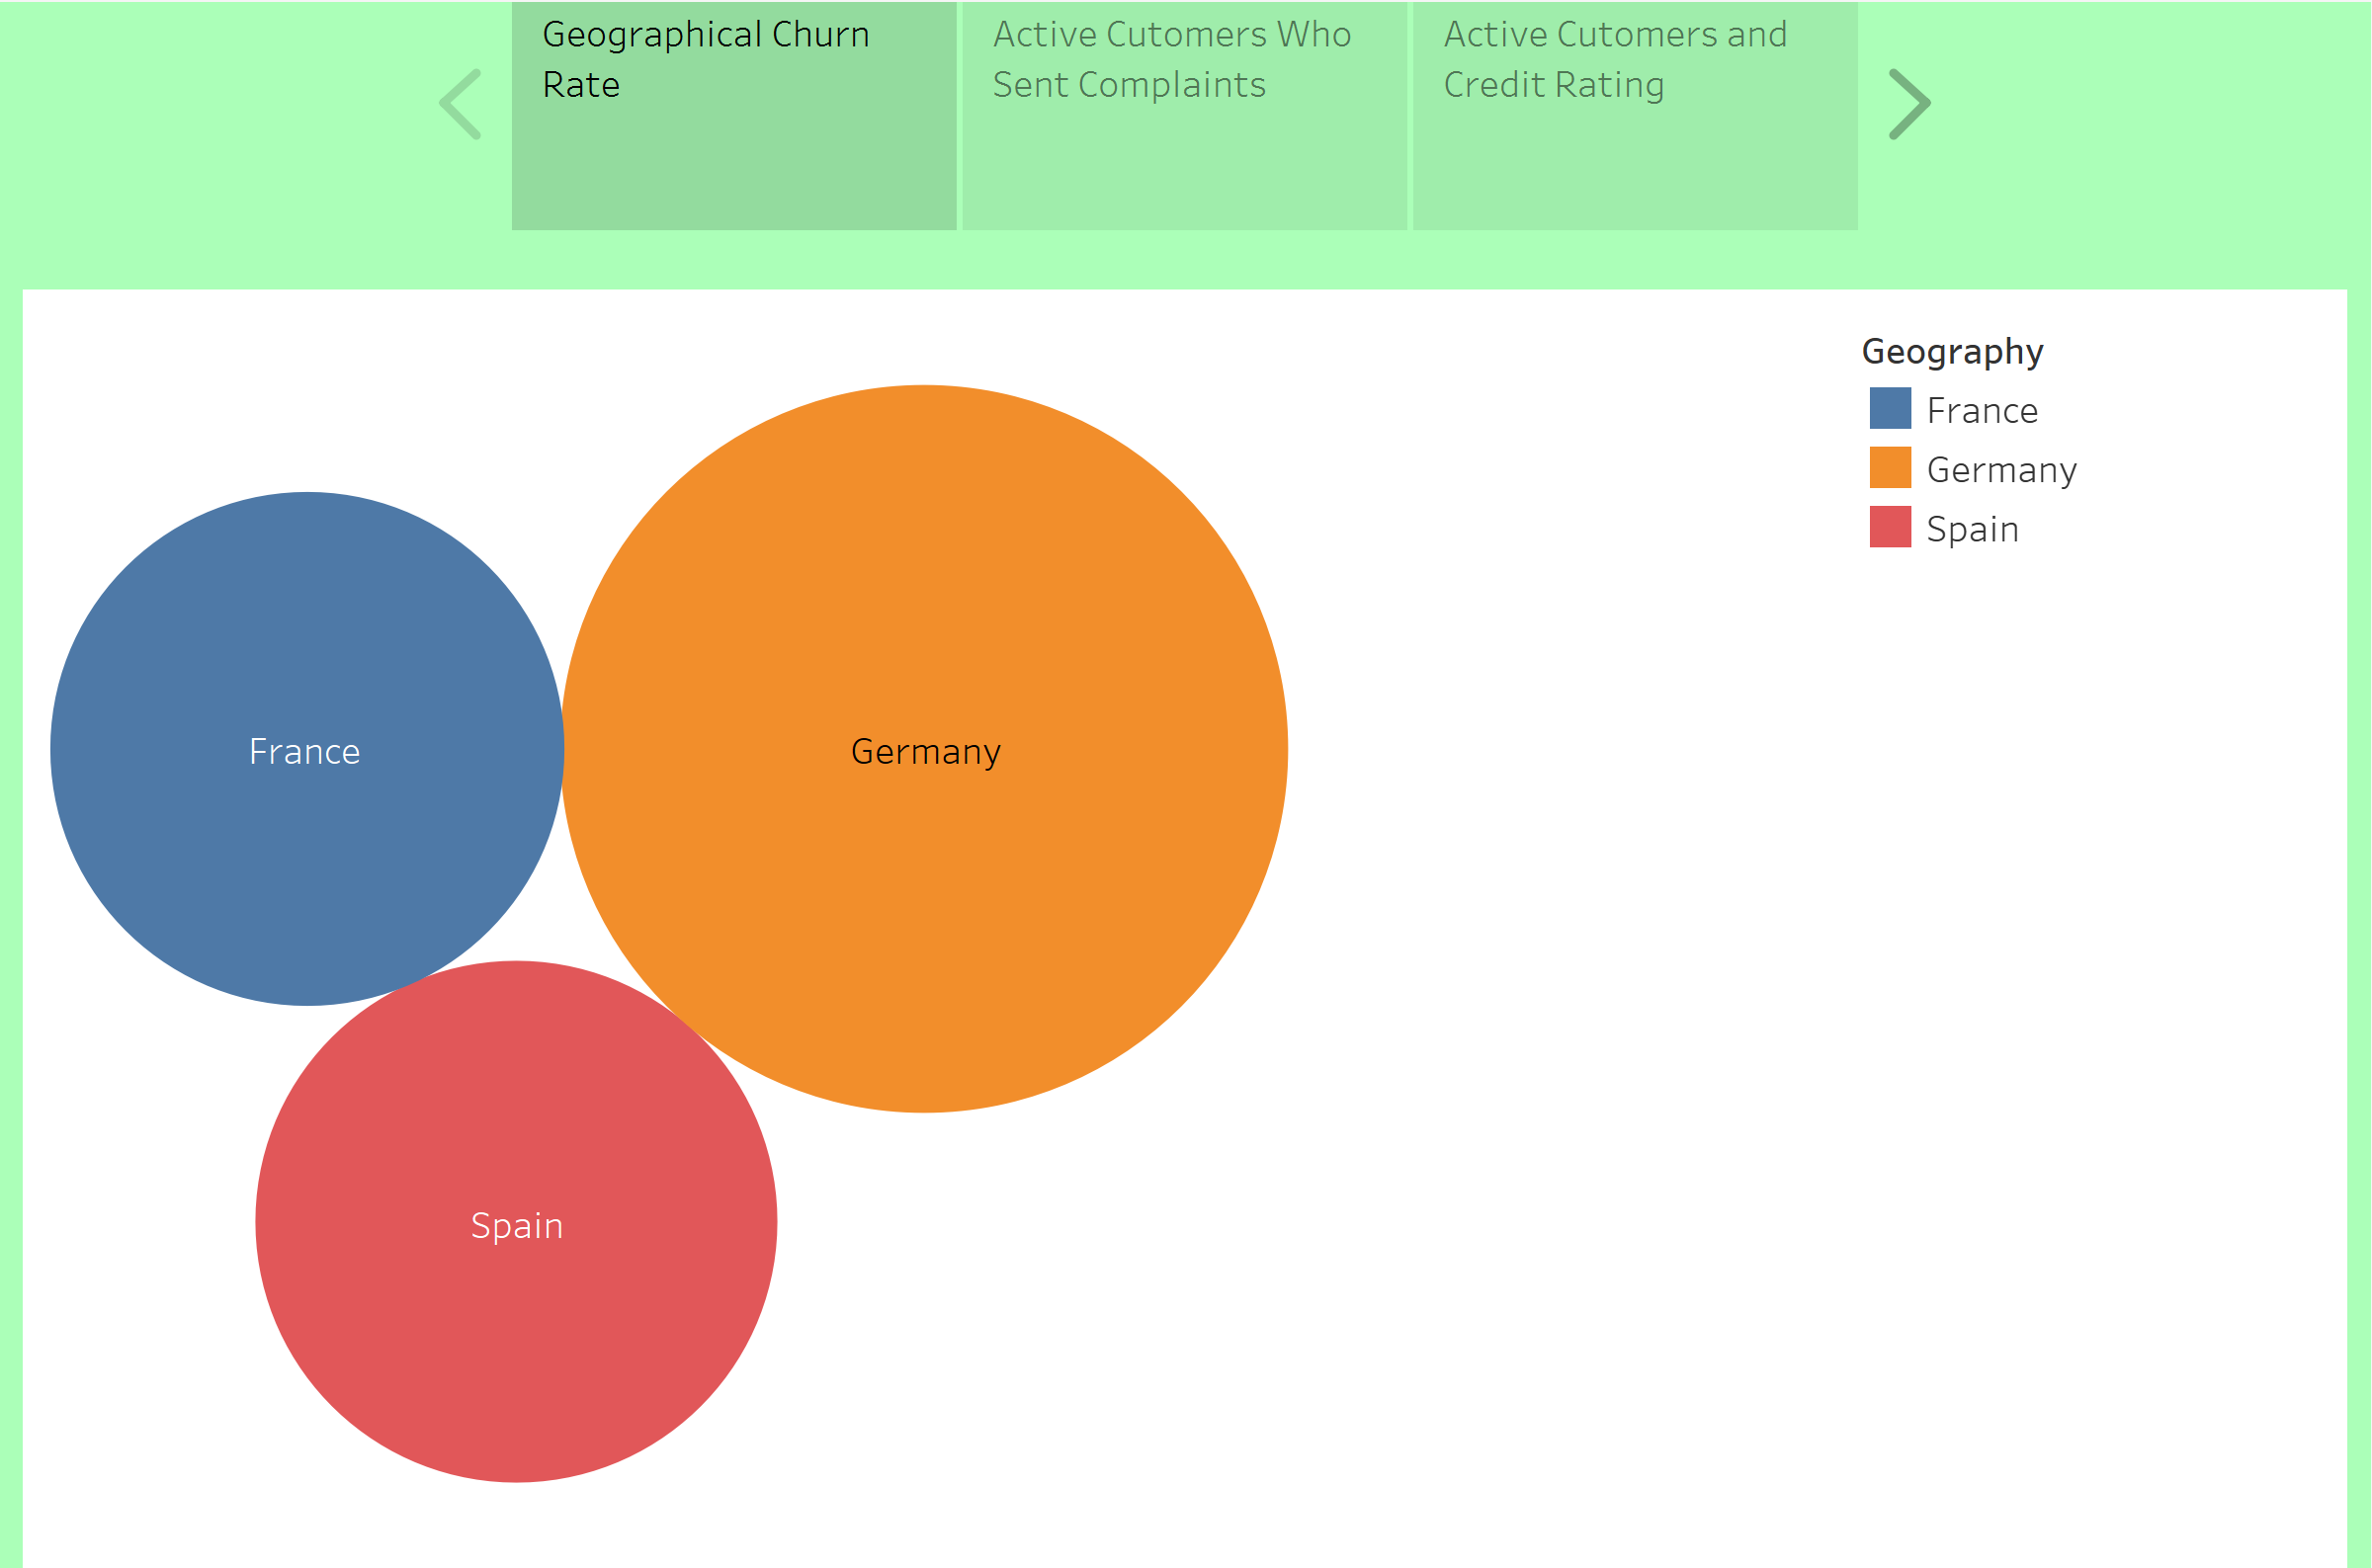 Geographical Churn
Rate
Active Cutomers Who
Sent Complaints
Active Cutomers and
Credit Rating
Geography
France
Germany
Spain
France
Germany
Spain